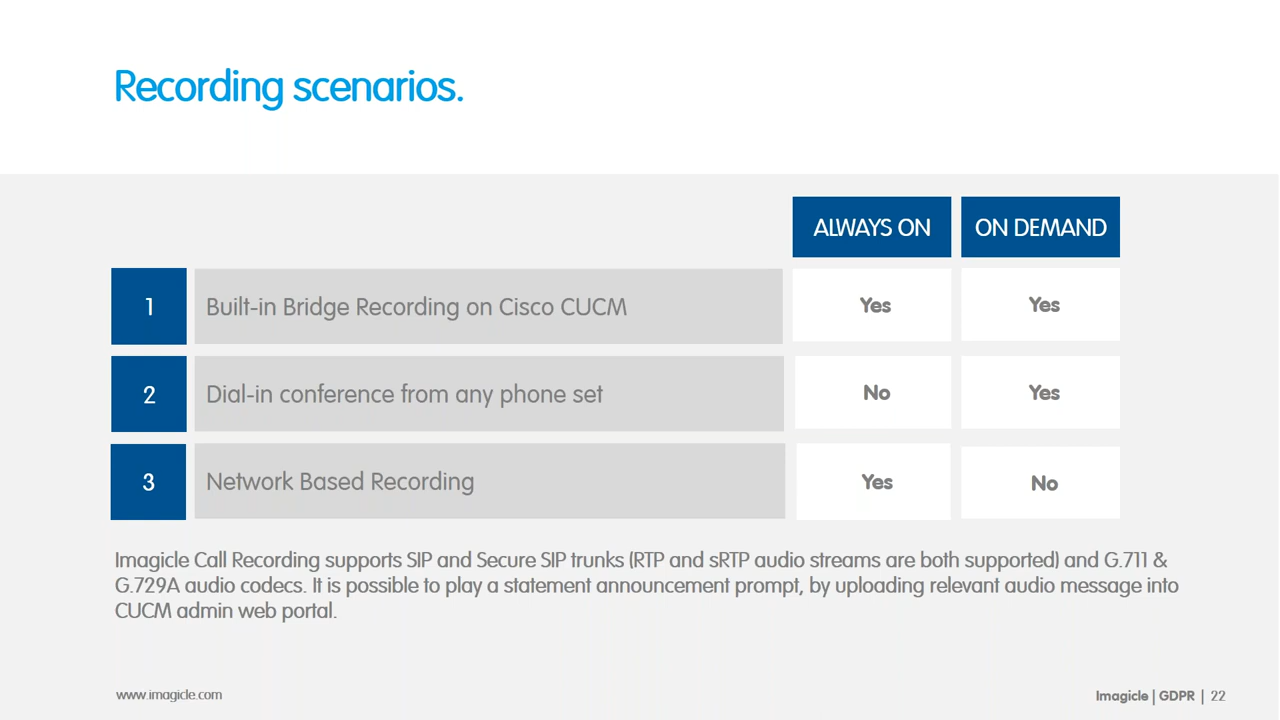 Recording scenarios.
ALWAYS ON ON DEMAND
1 Built-in Bridge Recording on Cisco CUCM Yes Yes
2 Dial-in conference from any phone set No Yes
3 Network Based Recording Yes No
Imagicle Call Recording supports SIP and Secure SIP trunks (RTP and sRTP audio streams are both supported) and G.711 &
G.729A audio codecs. It is possible to play a statement announcement prompt, by uploading relevant audio message into
CUCM admin web portal.
www.imagicle.com Imagicle | GDPR | 22